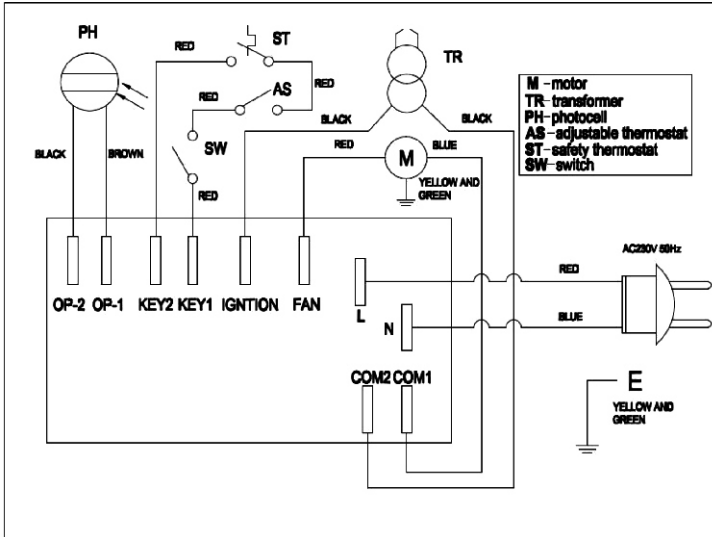 PH
RED
ST
TR
RED
AS
RED
SW
BLACK
BROWN
RED
BLACK
BLACK
RED
M
BLUE
YELLOW AND
GREEN
M-motor
TR-transformer
PH-photocell
AS-adjustable thermostat
ST-safety thermostat
SW-switch
AC230V 50Hz
OP-2 OP-1 KEY2 KEY1 IGNTION FAN
L
RED
N
BLUE
COM2 COM1
E
YELLOW AND
GREEN